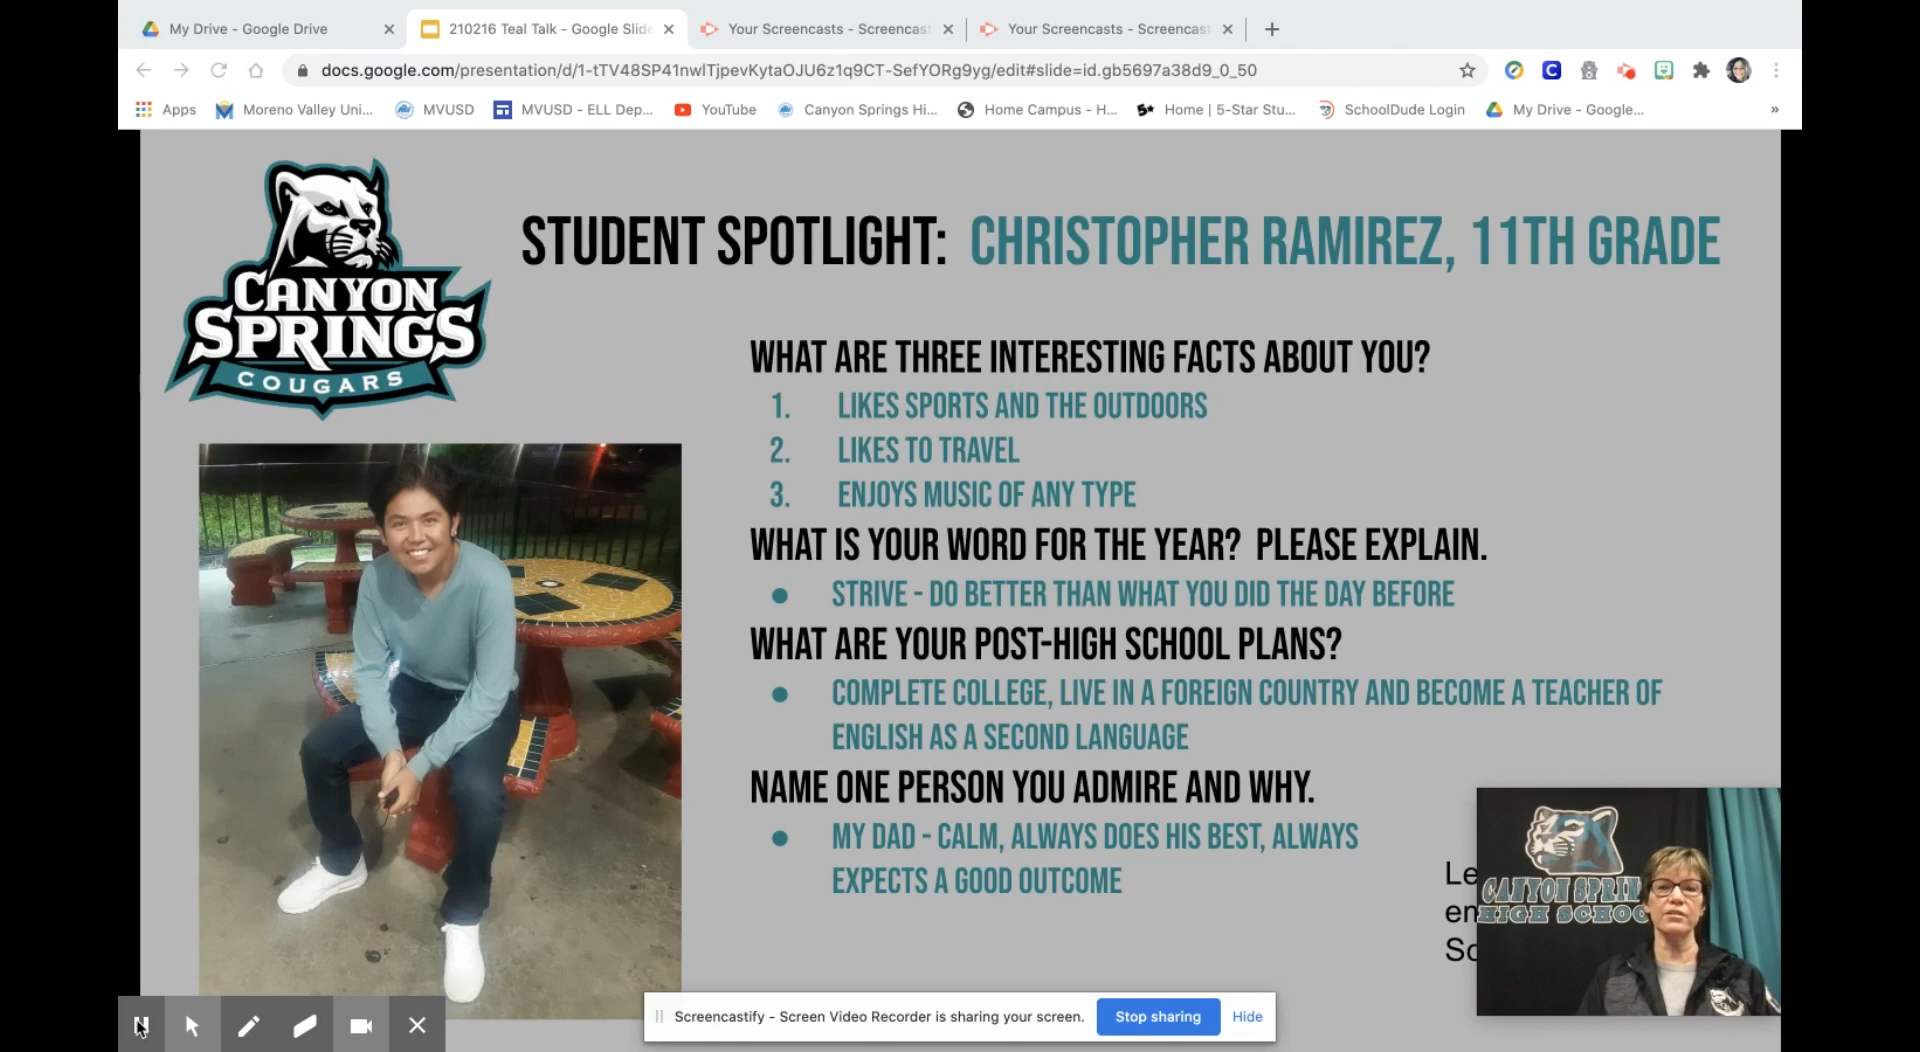 My Drive - Google Drive
210216 Teal Talk - Google Slide
Your Screencasts - Screencast
Your Screencasts - Screencast
docs.google.com/presentation/d/1-tTV48SP41nwlTjpevKytaOJU6z1q9CT-SefYORg9yg/edit#slide=id.gb5697a38d9_0_50
Apps
Moreno Valley Uni...
MVUSD
MVUSD - ELL Dep...
YouTube
Canyon Springs Hi...
Home Campus - H...
Home | 5-Star Stu...
SchoolDude Login
My Drive - Google...
»
CANYON
SPRINGS
COUGARS
STUDENT SPOTLIGHT: CHRISTOPHER RAMIREZ, 11TH GRADE
WHAT ARE THREE INTERESTING FACTS ABOUT YOU?
1. LIKES SPORTS AND THE OUTDOORS
2. LIKES TO TRAVEL
3. ENJOYS MUSIC OF ANY TYPE
WHAT IS YOUR WORD FOR THE YEAR? PLEASE EXPLAIN.
● STRIVE - DO BETTER THAN WHAT YOU DID THE DAY BEFORE
WHAT ARE YOUR POST-HIGH SCHOOL PLANS?
● COMPLETE COLLEGE, LIVE IN A FOREIGN COUNTRY AND BECOME A TEACHER OF
ENGLISH AS A SECOND LANGUAGE
NAME ONE PERSON YOU ADMIRE AND WHY.
● MY DAD - CALM, ALWAYS DOES HIS BEST, ALWAYS
EXPECTS A GOOD OUTCOME
Le
en
Sc
CANYON SPRIN
HIGH SCHOO
Screencastify - Screen Video Recorder is sharing your screen.
Stop sharing
Hide